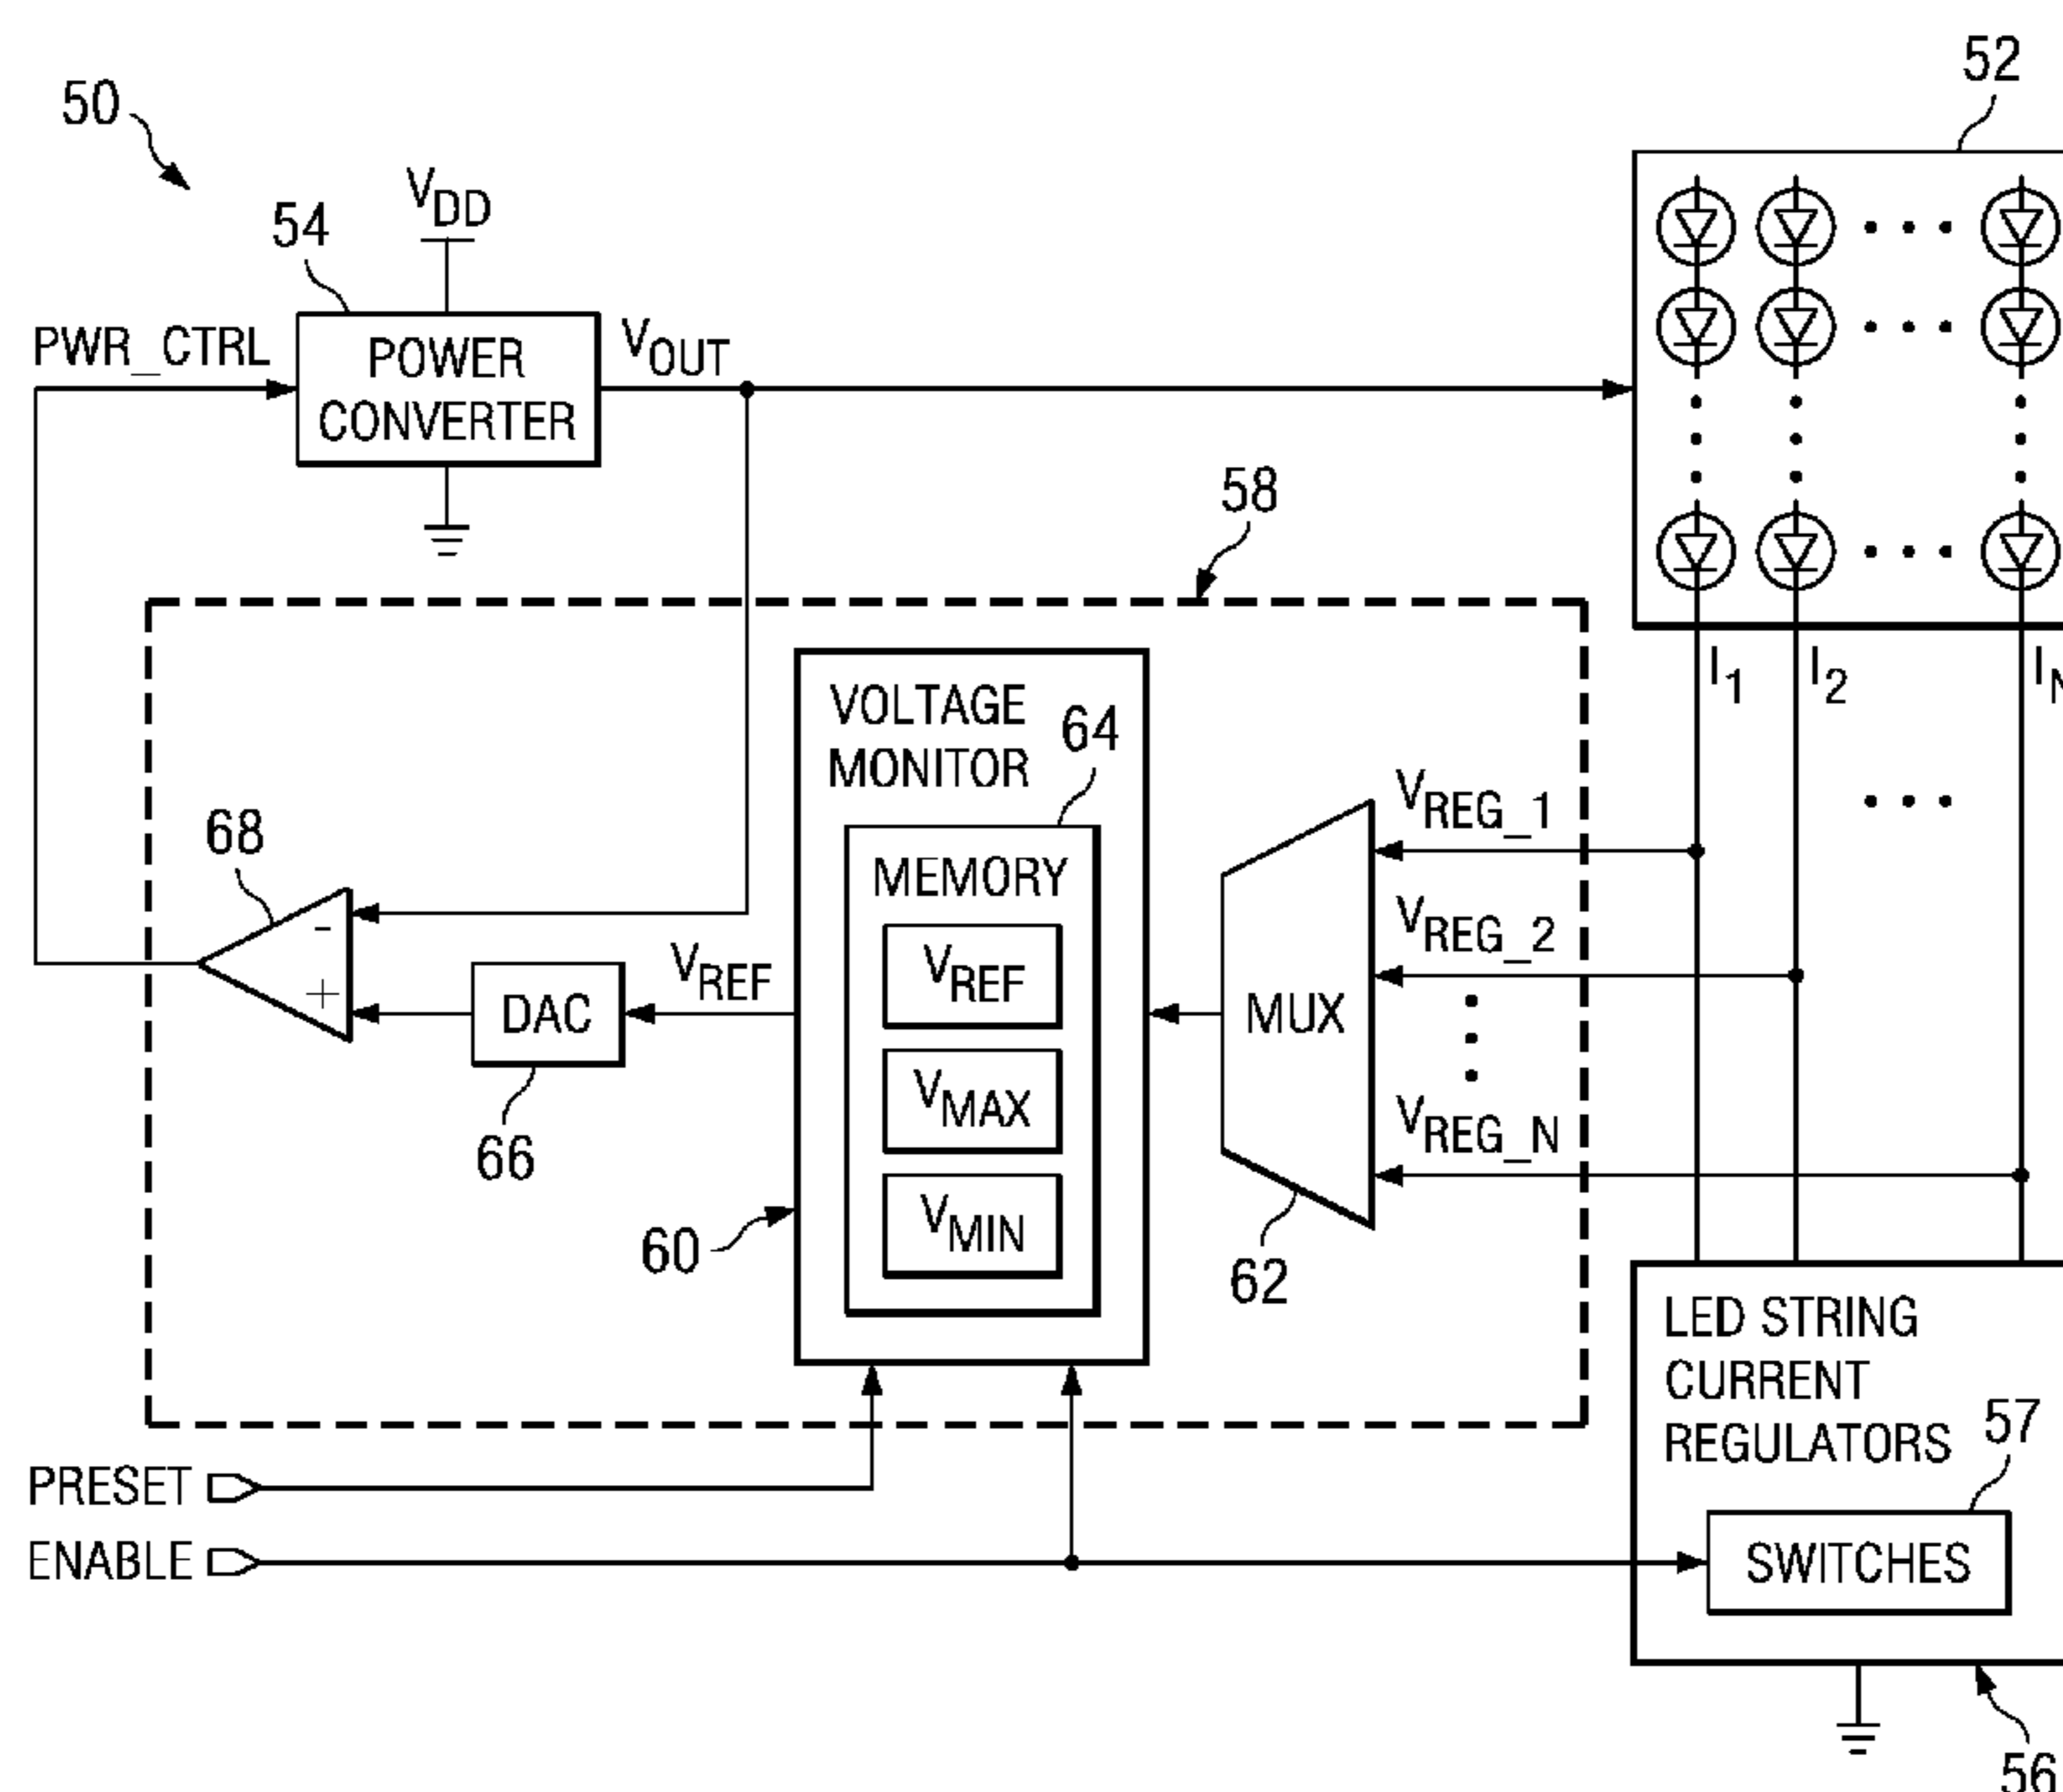 52
50
VDD
54
PWR_CTRL
POWER
CONVERTER
VOUT
58
I1
I2
IN
VOLTAGE
MONITOR
64
VREG_1
68
MEMORY
VREG_2
VREF
VREF
DAC
MUX
VMAX
VREG_N
66
VMIN
60
62
LED STRING
CURRENT
REGULATORS
57
PRESET
ENABLE
SWITCHES
56
-
+